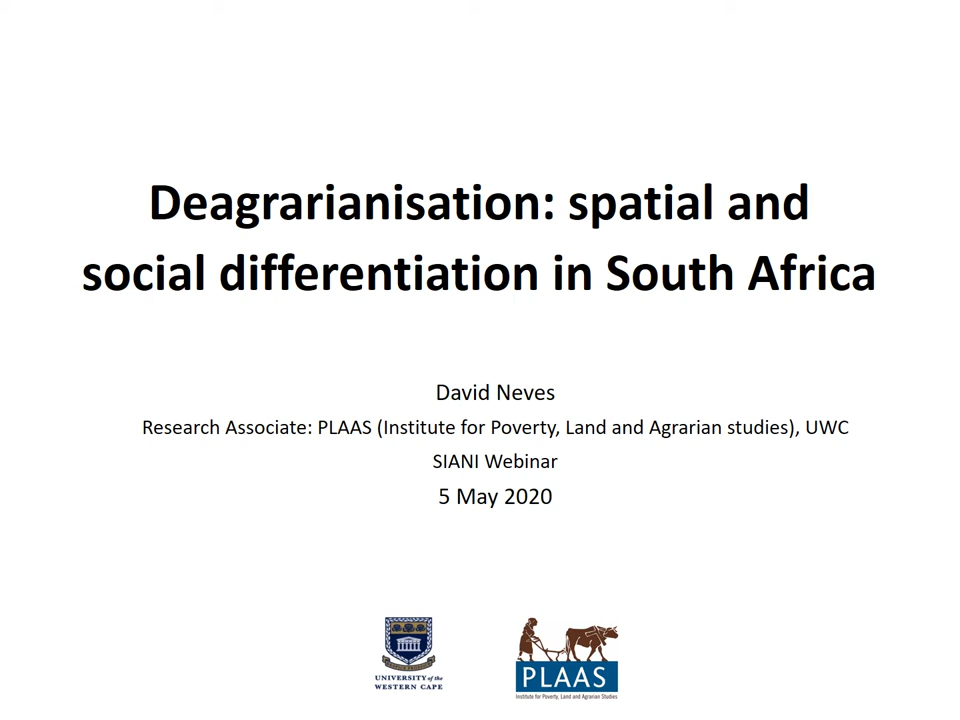 Deagrarianisation: spatial and
social differentiation in South Africa
David Neves
Research Associate: PLAAS (Institute for Poverty, Land and Agrarian studies), UWC
SIANI Webinar
5 May 2020
UNIVERSITY of the
WESTERN CAPE
PLAAS
Institute for Poverty, Land and Agrarian Studies